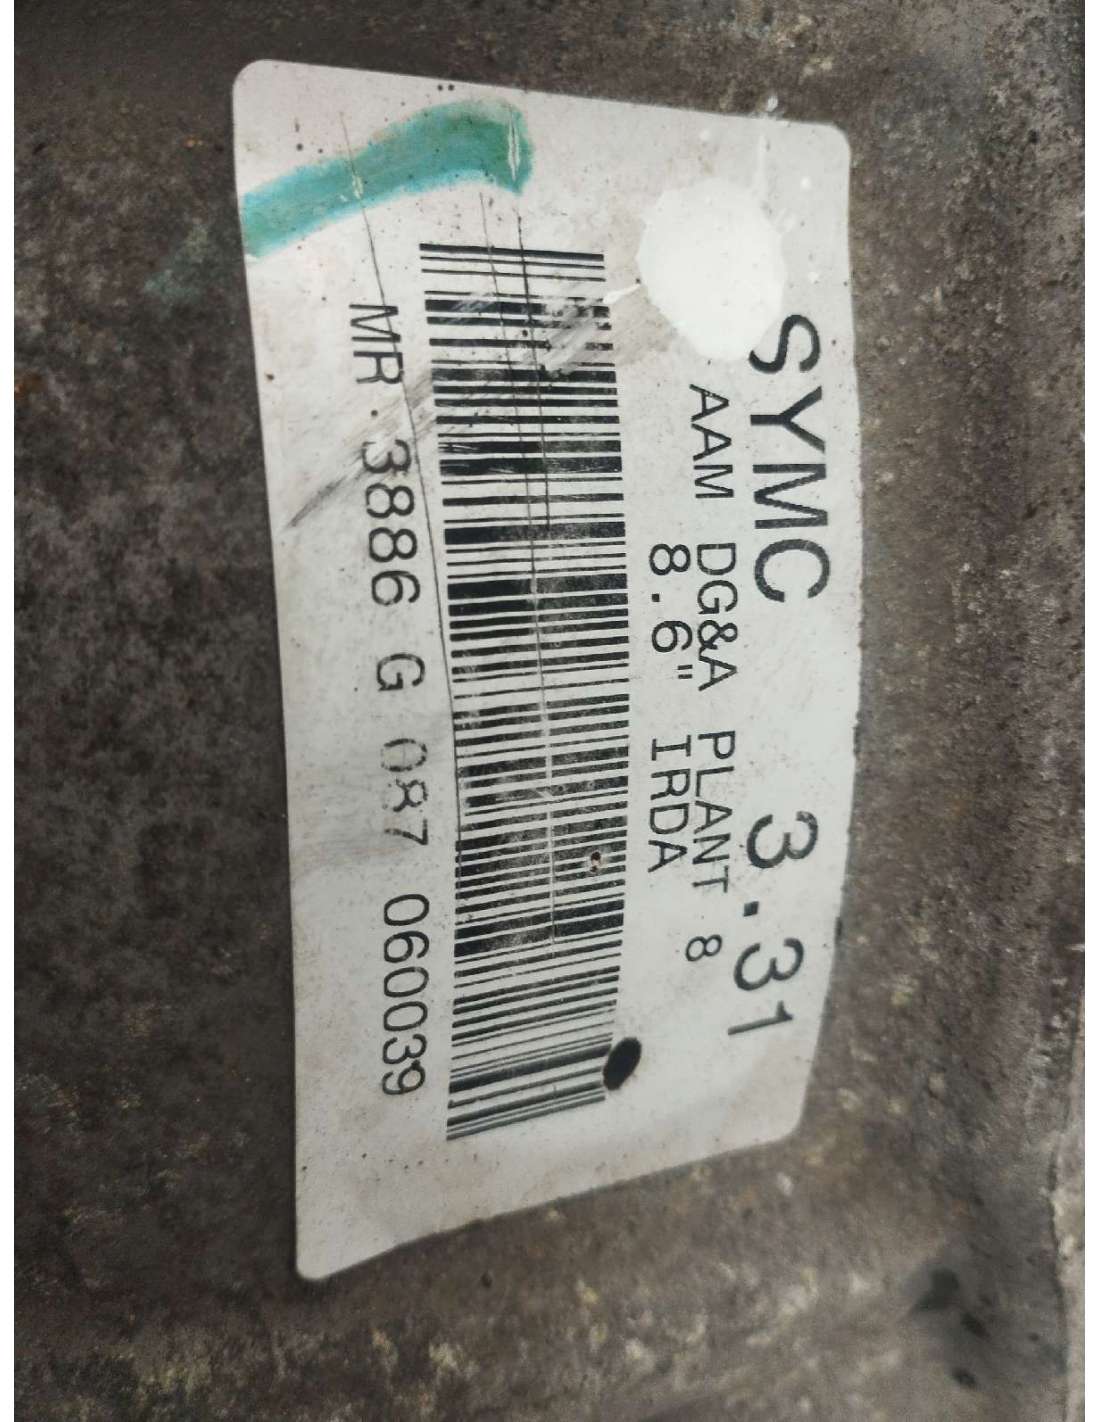 SYMC 3.31
AAM DG&A PLANT 8
8.6" IRDA
MR 3886 G 087 060039